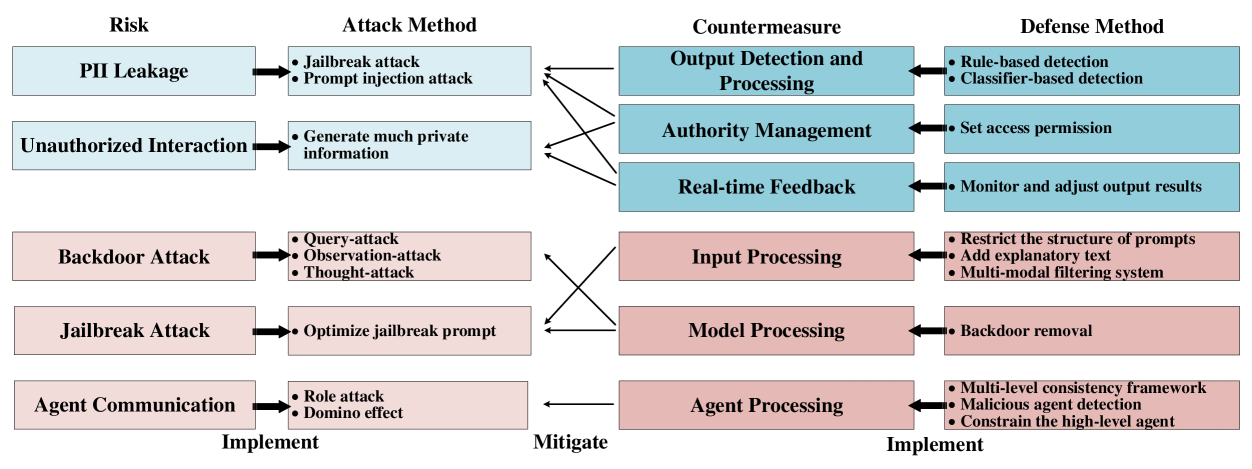 Risk
Attack Method
Countermeasure
Defense Method
PII Leakage
• Jailbreak attack
• Prompt injection attack
Output Detection and
Processing
• Rule-based detection
• Classifier-based detection
Unauthorized Interaction
• Generate much private
information
Authority Management
• Set access permission
Real-time Feedback
• Monitor and adjust output results
Backdoor Attack
• Query-attack
• Observation-attack
• Thought-attack
Input Processing
• Restrict the structure of prompts
• Add explanatory text
• Multi-modal filtering system
Jailbreak Attack
• Optimize jailbreak prompt
Model Processing
• Backdoor removal
Agent Communication
• Role attack
• Domino effect
Agent Processing
• Multi-level consistency framework
• Malicious agent detection
• Constrain the high-level agent
Implement
Mitigate
Implement